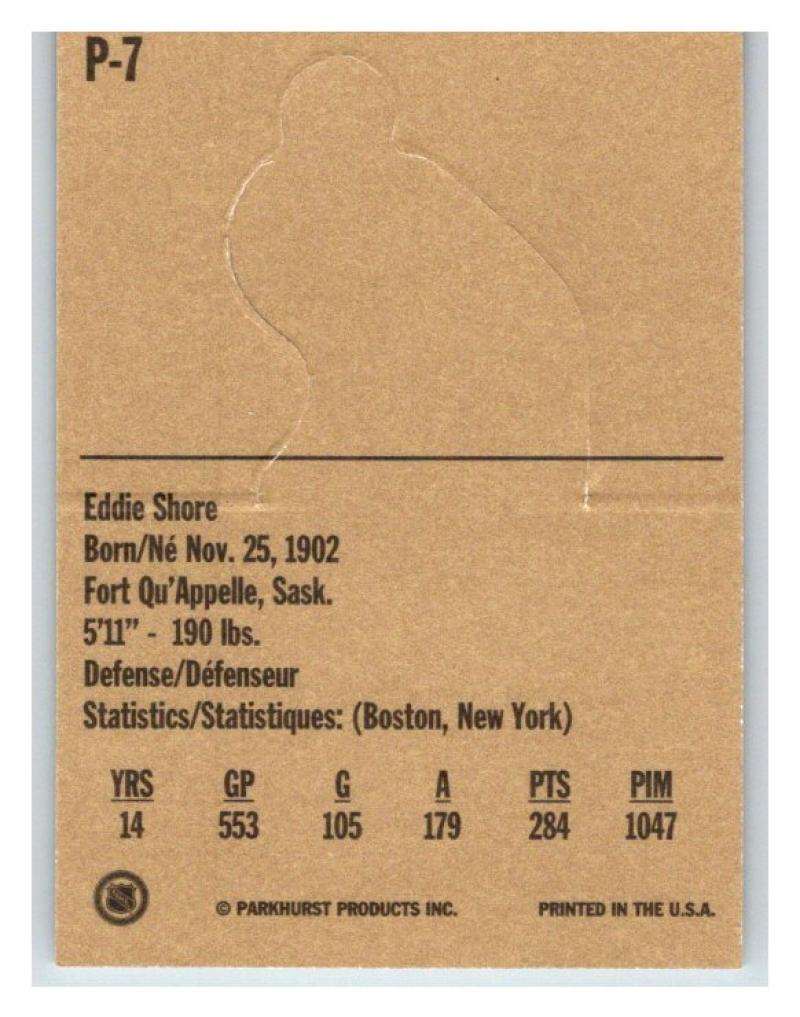 P-7
Eddie Shore
Born/Né Nov. 25, 1902
Fort Qu'Appelle, Sask.
5'11” - 190 lbs.
Defense/Défenseur
Statistics/Statistiques: (Boston, New York)
YRS GP G A PTS PIM
14 553 105 179 284 1047
© PARKHURST PRODUCTS INC. PRINTED IN THE U.S.A.